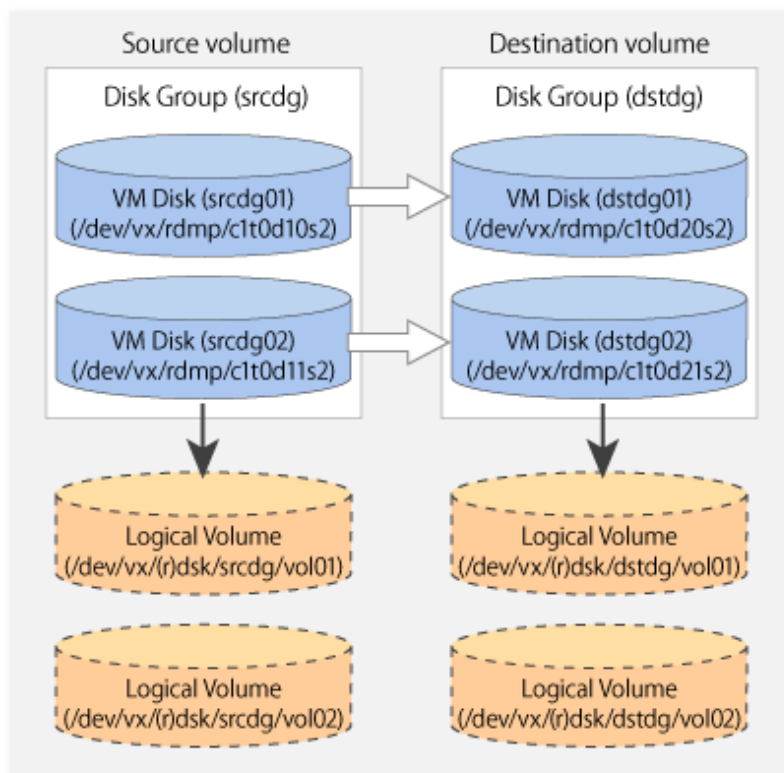 Source volume
Destination volume
Disk Group (srcdg)
Disk Group (dstdg)
VM Disk (srcdg01)
(/dev/vx/rdmp/c1t0d10s2)
VM Disk (dstdg01)
(/dev/vx/rdmp/c1t0d20s2)
VM Disk (srcdg02)
(/dev/vx/rdmp/c1t0d11s2)
VM Disk (dstdg02)
(/dev/vx/rdmp/c1t0d21s2)
Logical Volume
(/dev/vx/(r)dsk/srcdg/vol01)
Logical Volume
(/dev/vx/(r)dsk/dstdg/vol01)
Logical Volume
(/dev/vx/(r)dsk/srcdg/vol02)
Logical Volume
(/dev/vx/(r)dsk/dstdg/vol02)